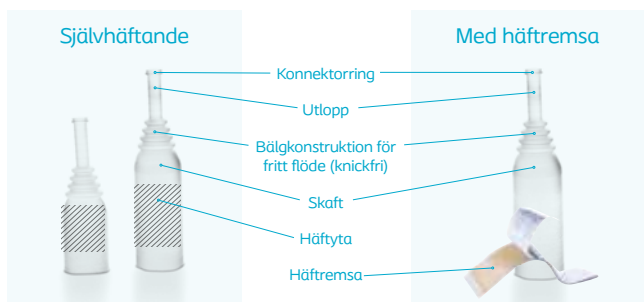 Självhäftande
Med häftremsa
Konnektorring
Utlopp
Bälgkonstruktion för
fritt flöde (knickfri)
Skaft
Häftyta
Häftremsa